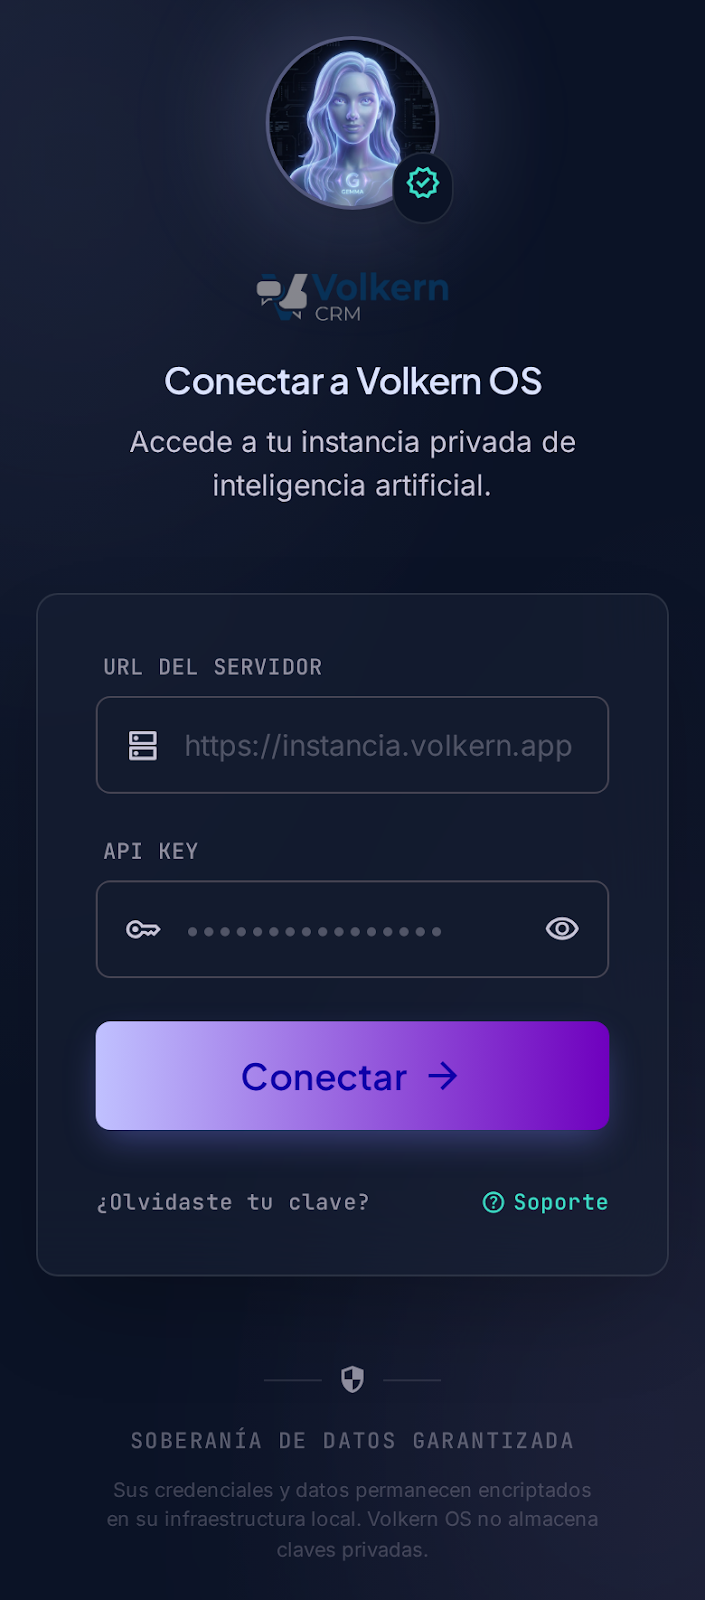 G
GEMMA
Volkern
CRM
Conectar a Volkern OS
Accede a tu instancia privada de
inteligencia artificial.
URL DEL SERVIDOR
https://instancia.volkern.app
API KEY
Conectar →
¿Olvidaste tu clave?
Soporte
SOBERANÍA DE DATOS GARANTIZADA
Sus credenciales y datos permanecen encriptados
en su infraestructura local. Volkern OS no almacena
claves privadas.